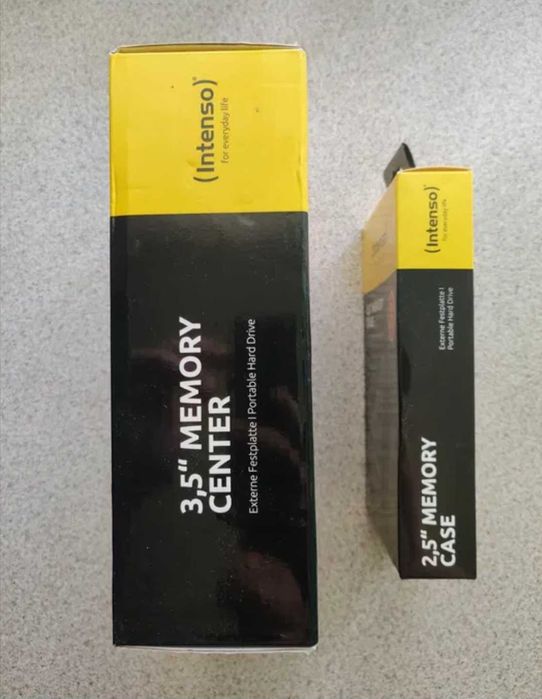 (Intenso)®
for everyday life
3,5“ MEMORY
CENTER
Externe Festplatte I Portable Hard Drive
(Intenso)®
for everyday life
Externe Festplatte I
Portable Hard Drive
2,5“ MEMORY
CASE